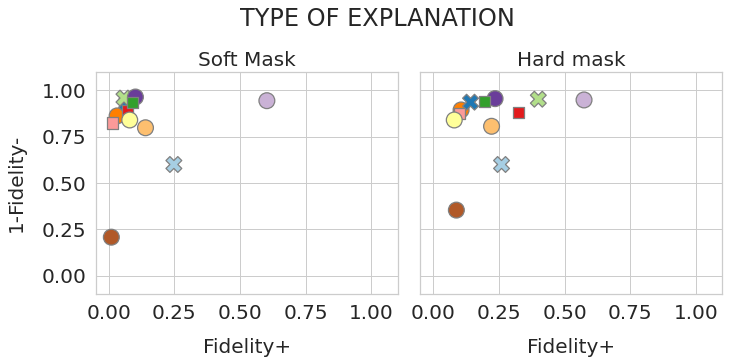 TYPE OF EXPLANATION
Soft Mask
Hard mask
1-Fidelity-
1.00
0.75
0.50
0.25
0.00
0.00 0.25 0.50 0.75 1.00
0.00 0.25 0.50 0.75 1.00
Fidelity+
Fidelity+